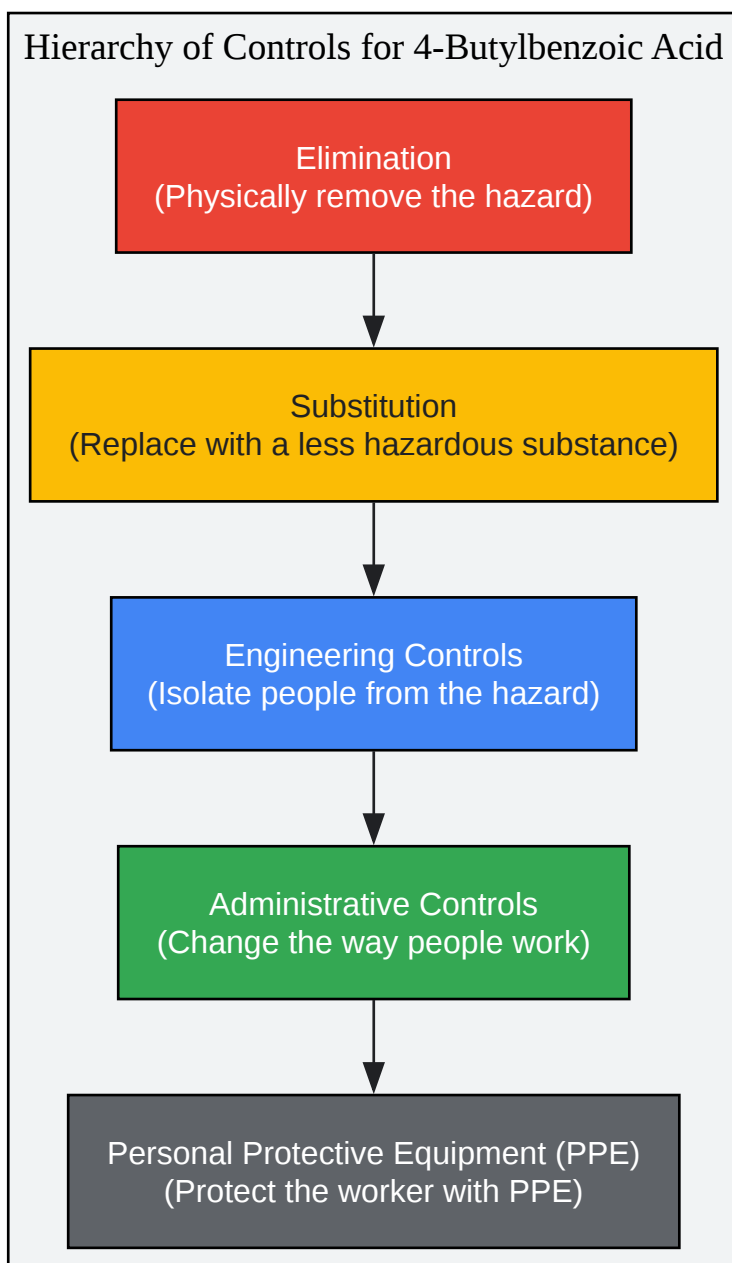 Hierarchy of Controls for 4-Butylbenzoic Acid
Elimination
(Physically remove the hazard)
Substitution
(Replace with a less hazardous substance)
Engineering Controls
(Isolate people from the hazard)
Administrative Controls
(Change the way people work)
Personal Protective Equipment (PPE)
(Protect the worker with PPE)